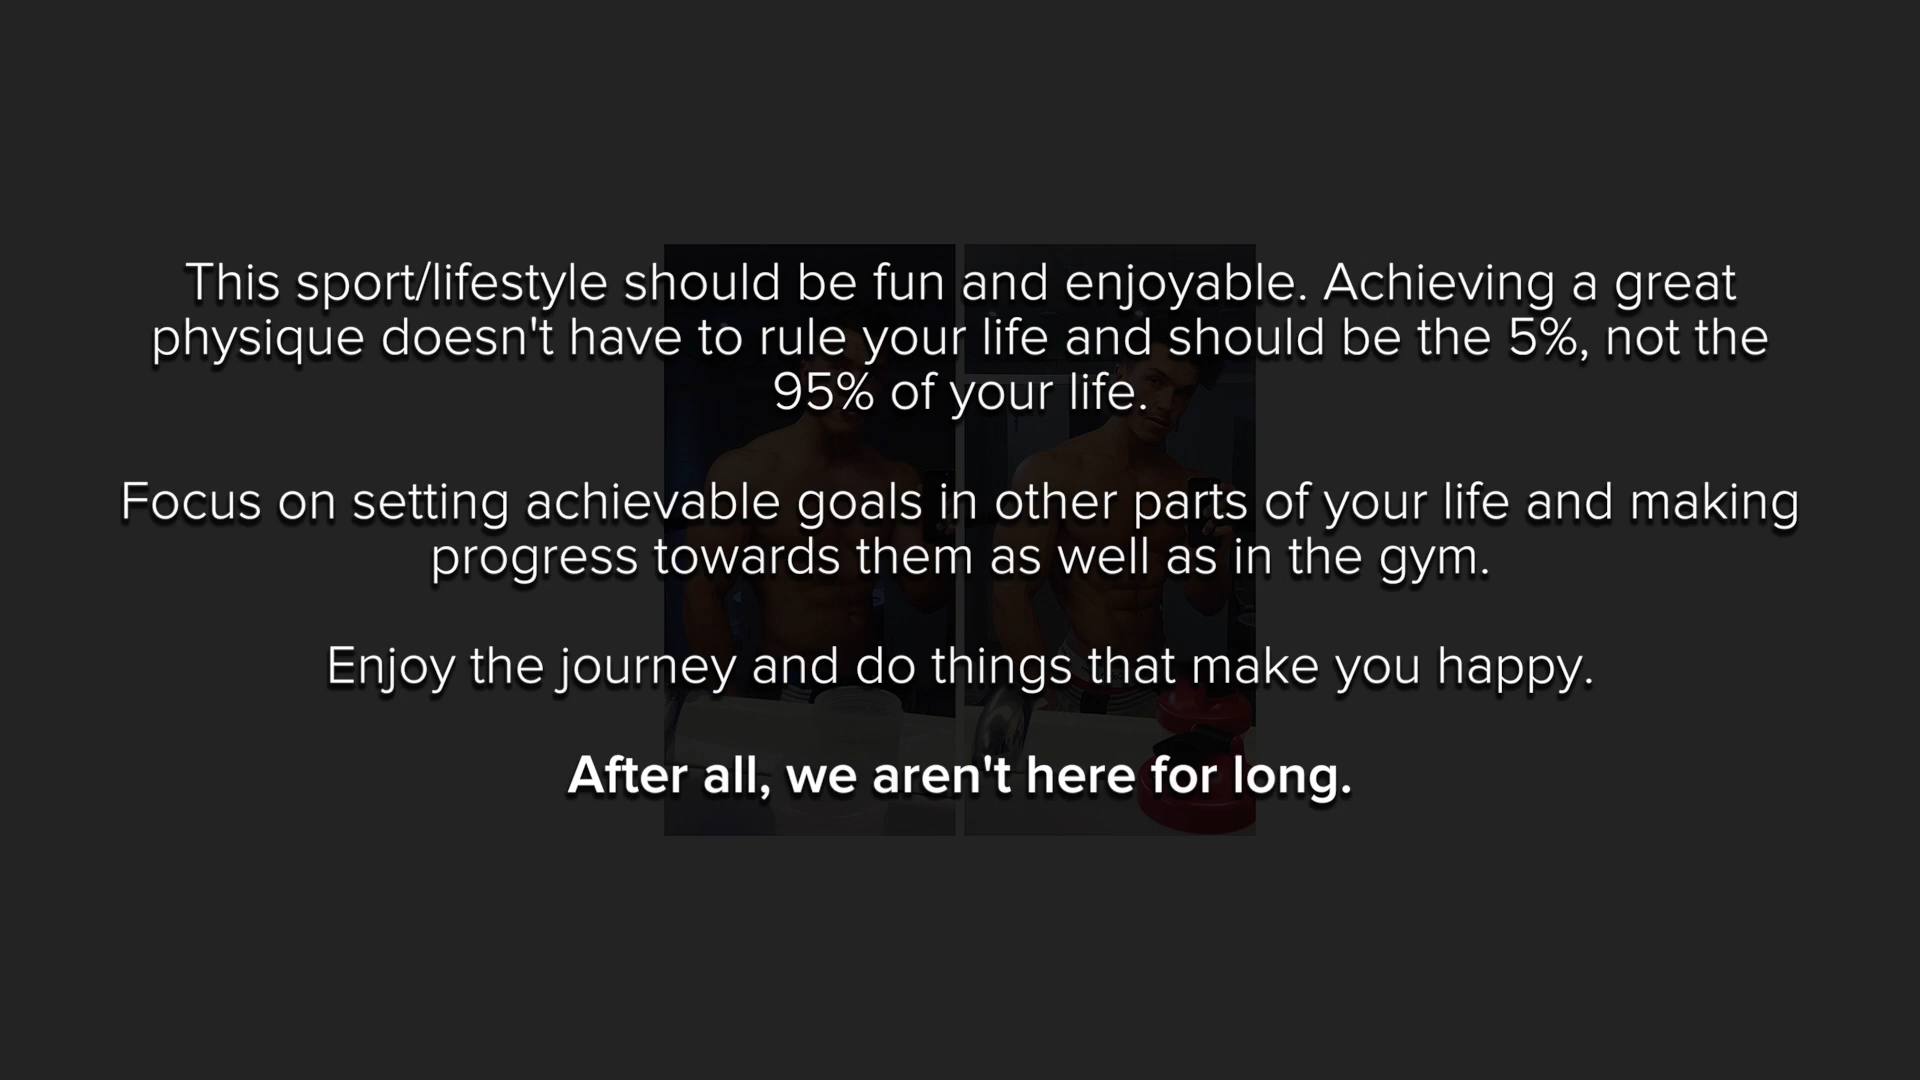 This sport/lifestyle should be fun and enjoyable. Achieving a great
physique doesn't have to rule your life and should be the 5%, not the
95% of your life.
Focus on setting achievable goals in other parts of your life and making
progress towards them as well as in the gym.
Enjoy the journey and do things that make you happy.
After all, we aren't here for long.